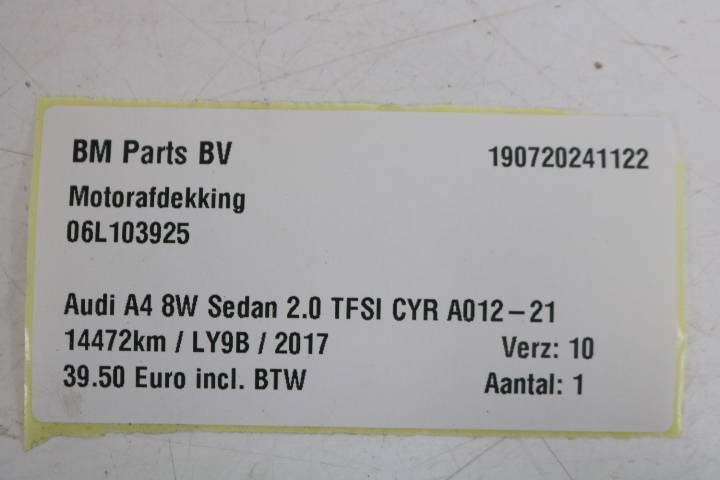 BM Parts BV 190720241122
Motorafdekking
06L103925
Audi A4 8W Sedan 2.0 TFSI CYR A012-21
14472km / LY9B / 2017 Verz: 10
39.50 Euro incl. BTW Aantal: 1